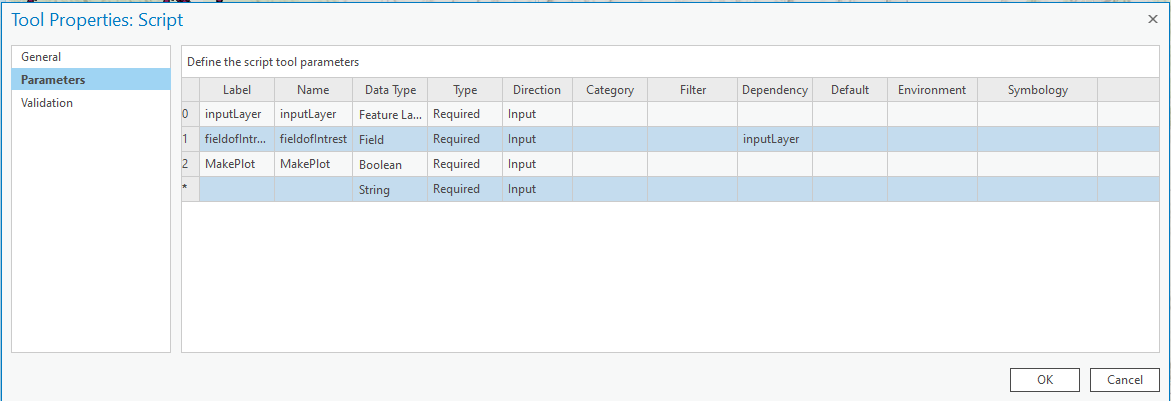 Tool Properties: Script
General
Parameters
Validation
Define the script tool parameters
Label Name Data Type Type Direction Category Filter Dependency Default Environment Symbology
0 inputLayer inputLayer Feature La... Required Input
1 fieldofIntr... fieldofIntrest Field Required Input inputLayer
2 MakePlot MakePlot Boolean Required Input
* String Required Input
OK Cancel